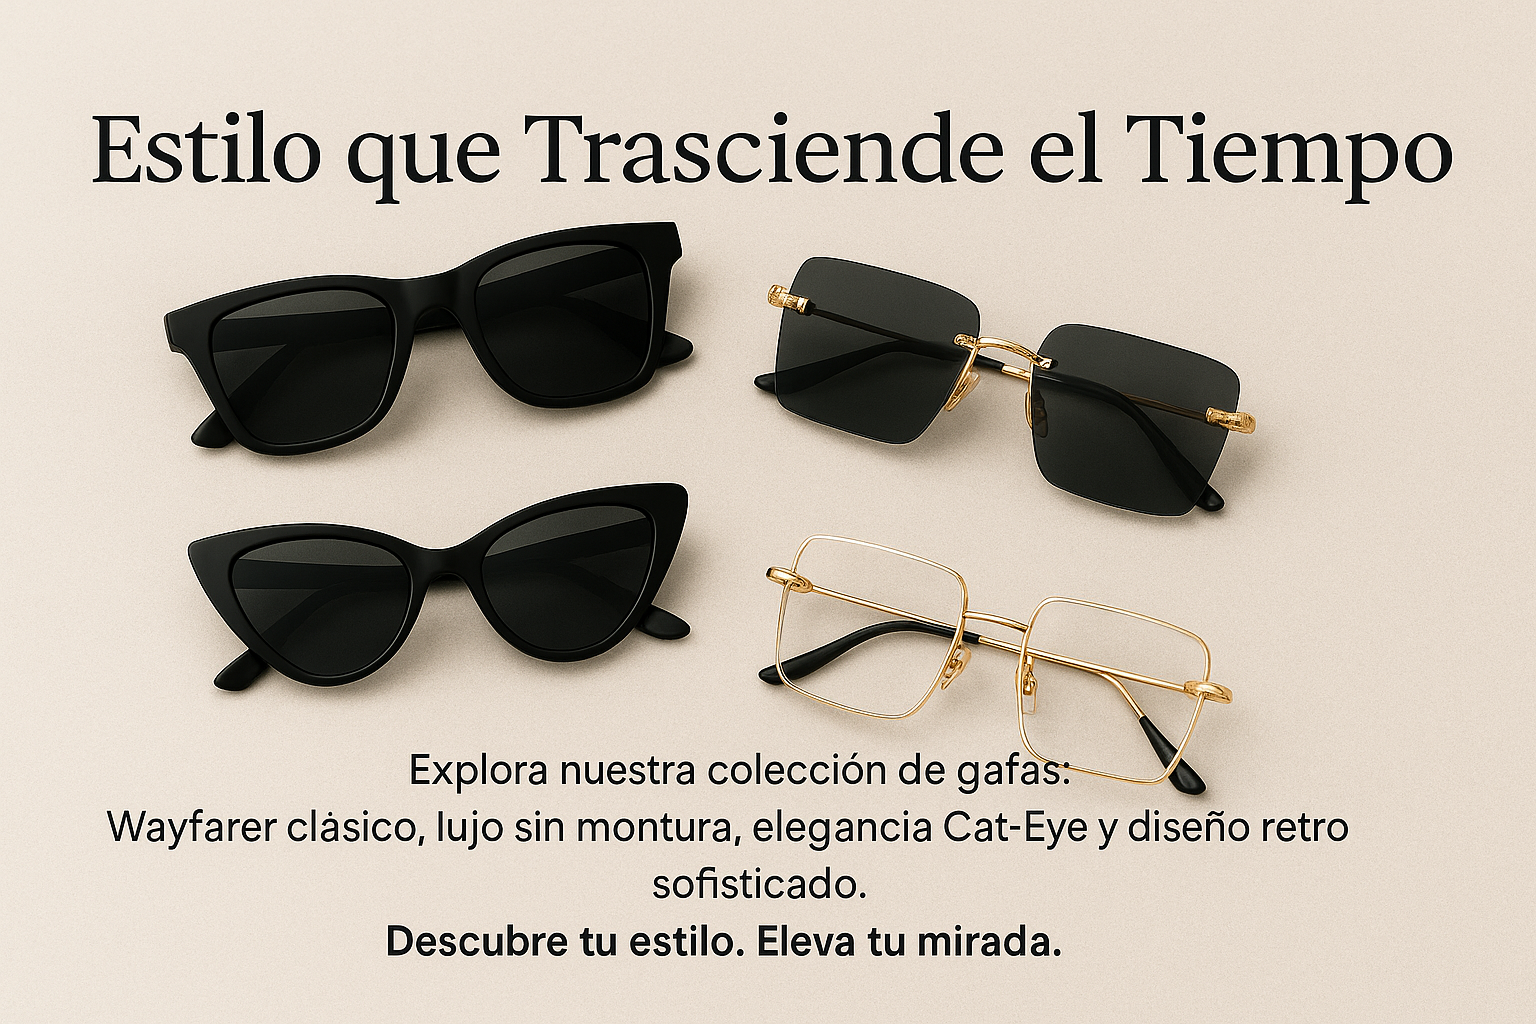 Estilo que Trasciende el Tiempo
Explora nuestra colección de gafas:
Wayfarer clásico, lujo sin montura, elegancia Cat-Eye y diseño retro
sofisticado.
Descubre tu estilo. Eleva tu mirada.